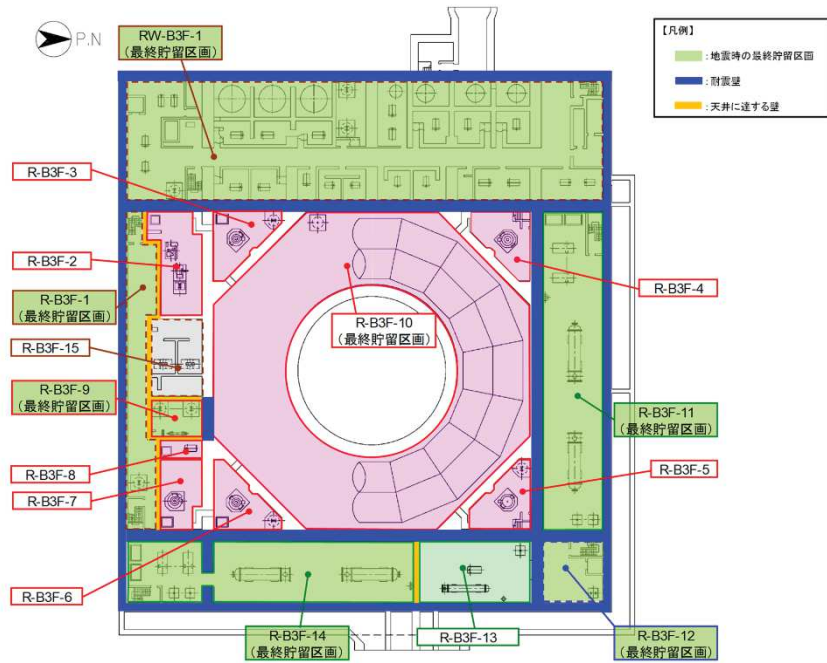 P.N
RW-B3F-1
(最終貯留区画)
【凡例】
:地震時の最終貯留区画
:耐震壁
:天井に達する壁
R-B3F-3
R-B3F-2
R-B3F-1
(最終貯留区画)
R-B3F-15
R-B3F-9
(最終貯留区画)
R-B3F-8
R-B3F-7
R-B3F-6
R-B3F-10
(最終貯留区画)
R-B3F-4
R-B3F-11
(最終貯留区画)
R-B3F-5
R-B3F-14
(最終貯留区画)
R-B3F-13
R-B3F-12
(最終貯留区画)